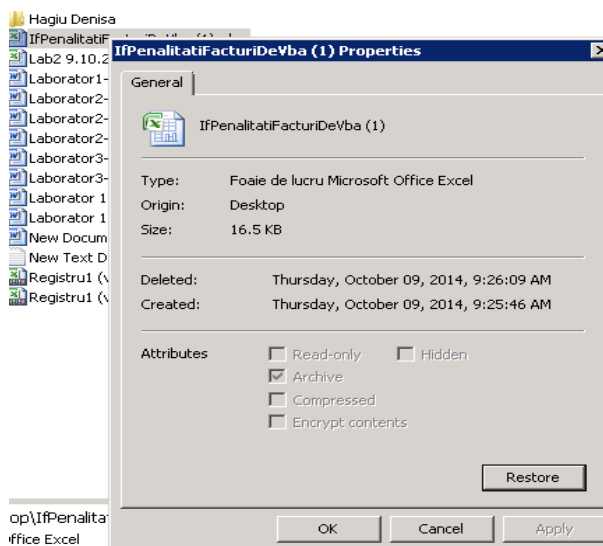 Hagiu Denisa
IfPenalitatiF
Lab2 9.10.2
Laborator1-
Laborator2-
Laborator2-
Laborator2-
Laborator3-
Laborator3-
Laborator 1
Laborator 1
New Docum
New Text D
Registru1 (v
Registru1 (v
IfPenalitatiFacturiDeVba (1) Properties
General
IfPenalitatiFacturiDeVba (1)
Type: Foaie de lucru Microsoft Office Excel
Origin: Desktop
Size: 16.5 KB
Deleted: Thursday, October 09, 2014, 9:26:09 AM
Created: Thursday, October 09, 2014, 9:25:46 AM
Attributes Read-only Hidden
Archive
Compressed
Encrypt contents
Restore
op\IfPenalita
ffice Excel
OK Cancel Apply